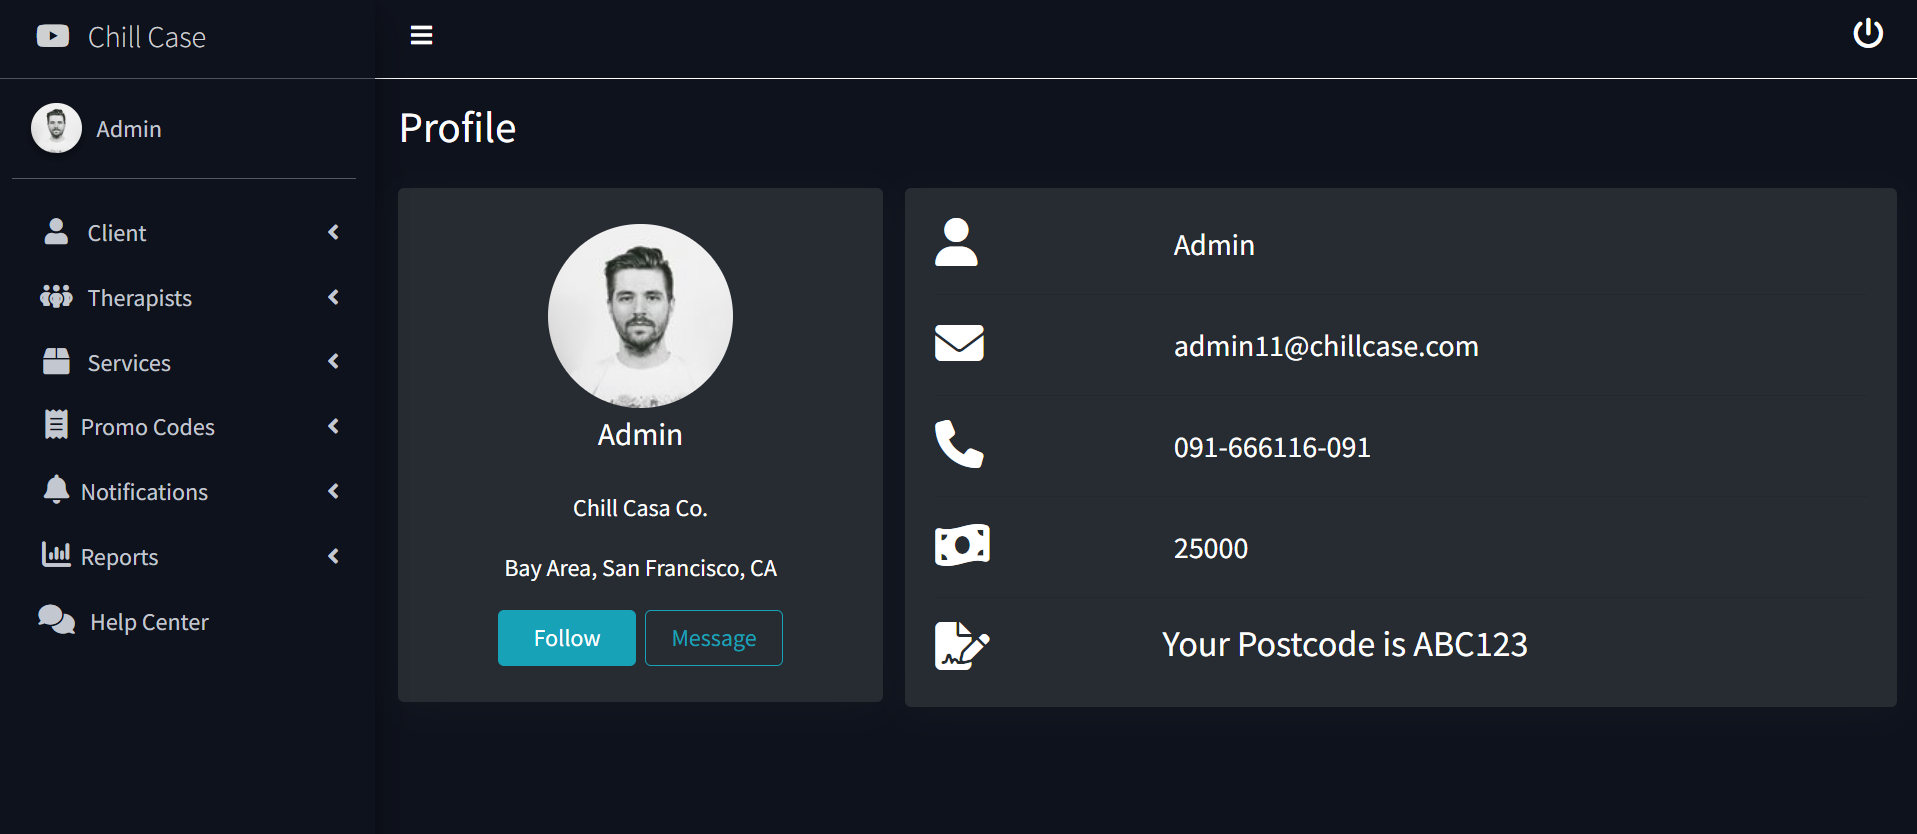 Chill Case
Admin
Client
Therapists
Services
Promo Codes
Notifications
Reports
Help Center
Profile
Admin
Chill Casa Co.
Bay Area, San Francisco, CA
Follow
Message
Admin
admin11@chillcase.com
091-666116-091
25000
Your Postcode is ABC123